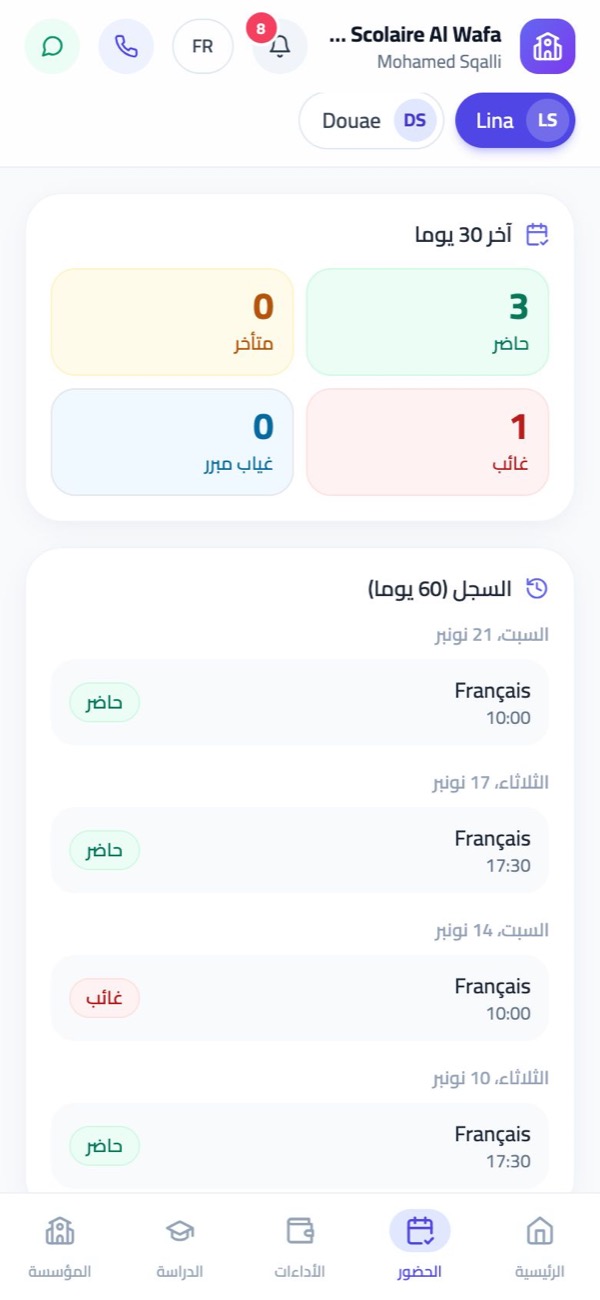 ... Scolaire Al Wafa
Mohamed Sqalli
8
FR
Lina LS
Douae DS
آخر 30 يوما
3
حاضر
0
متأخر
1
غائب
0
غياب مبرر
السجل (60 يوما)
السبت، 21 نونبر
Français
10:00
حاضر
الثلاثاء، 17 نونبر
Français
17:30
حاضر
السبت، 14 نونبر
Français
10:00
غائب
الثلاثاء، 10 نونبر
Français
17:30
حاضر
الرئيسية
الحضور
الأداءات
الدراسة
المؤسسة